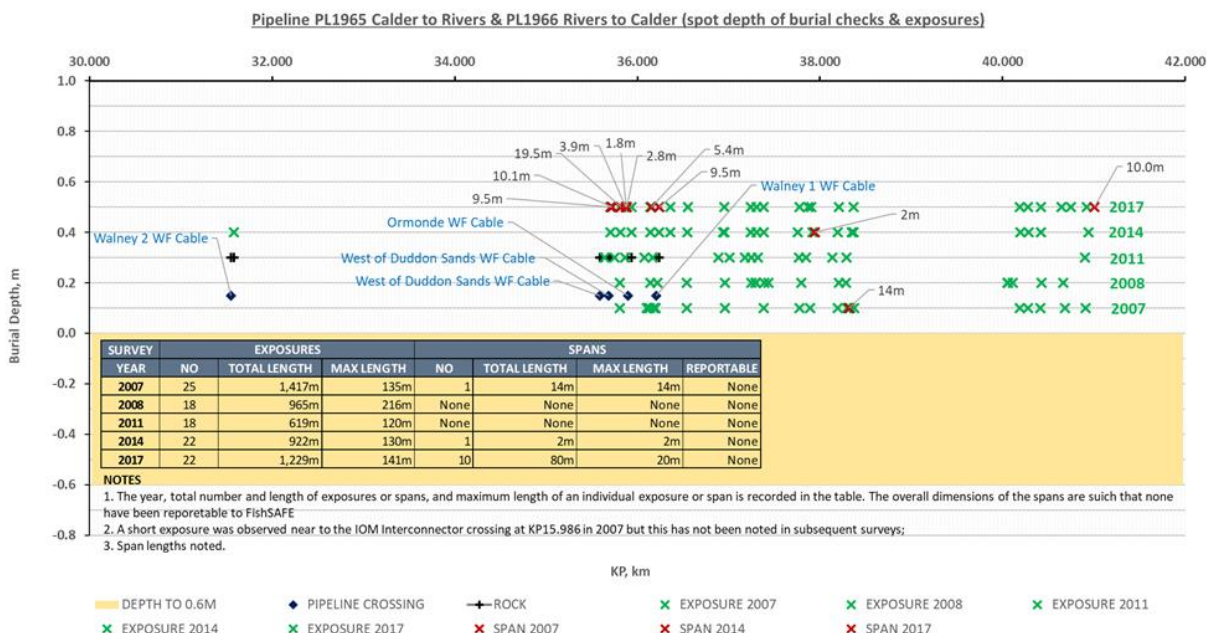 Pipeline PL1965 Calder to Rivers & PL1966 Rivers to Calder (spot depth of burial checks & exposures)
30.000 32.000 34.000 36.000 38.000 40.000 42.000
1.0
0.8
0.6
0.4
0.2
0.0
-0.2
-0.4
-0.6
-0.8
Burial Depth, m
1.8m
3.9m
19.5m
2.8m
5.4m
10.1m
9.5m
10.0m
9.5m
Walney 1 WF Cable
2017
Ormonde WF Cable
2m
Walney 2 WF Cable
2014
West of Duddon Sands WF Cable
2011
West of Duddon Sands WF Cable
2008
14m
2007
SURVEY EXPOSURES SPANS
YEAR NO TOTAL LENGTH MAX LENGTH NO TOTAL LENGTH MAX LENGTH REPORTABLE
2007 25 1,417m 135m 1 14m 14m None
2008 18 965m 216m None None None None
2011 18 619m 120m None None None None
2014 22 922m 130m 1 2m 2m None
2017 22 1,229m 141m 10 80m 20m None
NOTES
1. The year, total number and length of exposures or spans, and maximum length of an individual exposure or span is recorded in the table. The overall dimensions of the spans are suich that none
have been reporetable to FishSAFE
2. A short exposure was observed near to the IOM Interconnector crossing at KP15.986 in 2007 but this has not been noted in subsequent surveys;
3. Span lengths noted.
KP, km
DEPTH TO 0.6M PIPELINE CROSSING ROCK EXPOSURE 2007 EXPOSURE 2008 EXPOSURE 2011
EXPOSURE 2014 EXPOSURE 2017 SPAN 2007 SPAN 2014 SPAN 2017